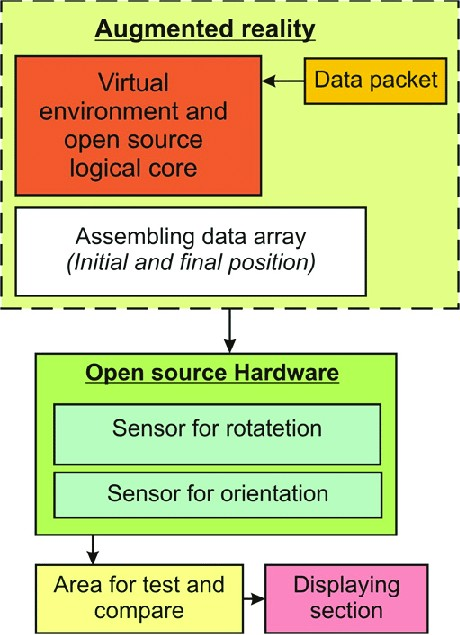 Augmented reality
Virtual
environment and
open source
logical core
Data packet
Assembling data array
(Initial and final position)
Open source Hardware
Sensor for rotatetion
Sensor for orientation
Area for test and
compare
Displaying
section